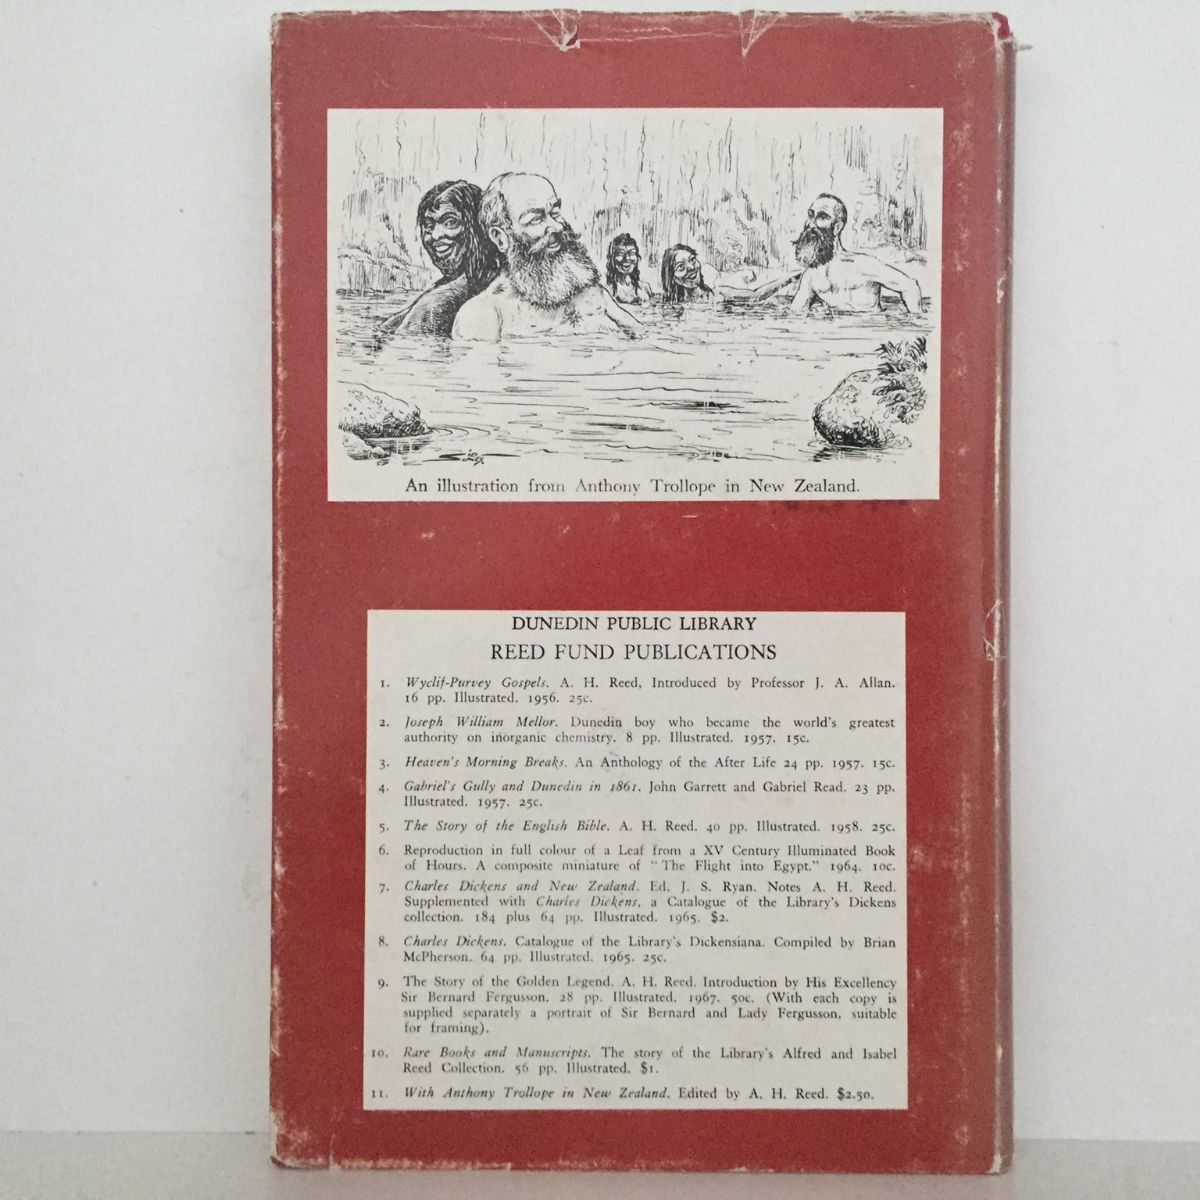 An illustration from Anthony Trollope in New Zealand.
DUNEDIN PUBLIC LIBRARY
REED FUND PUBLICATIONS
1. Wyclif-Purvey Gospels. A. H. Reed, Introduced by Professor J. A. Allan.
16 pp. Illustrated. 1956. 25c.
2. Joseph William Mellor. Dunedin boy who became the world's greatest
authority on inorganic chemistry. 8 pp. Illustrated. 1957. 15c.
3. Heaven's Morning Breaks. An Anthology of the After Life 24 pp. 1957. 15c.
4. Gabriel's Gully and Dunedin in 1861. John Garrett and Gabriel Read. 23 pp.
Illustrated. 1957. 25c.
5. The Story of the English Bible. A. H. Reed. 40 pp. Illustrated. 1958. 25c.
6. Reproduction in full colour of a Leaf from a XV Century Illuminated Book
of Hours. A composite miniature of "The Flight into Egypt." 1964. 10c.
7. Charles Dickens and New Zealand. Ed. J. S. Ryan. Notes A. H. Reed.
Supplemented with Charles Dickens, a Catalogue of the Library's Dickens
collection. 184 plus 64 pp. Illustrated. 1965. $2.
8. Charles Dickens. Catalogue of the Library's Dickensiana. Compiled by Brian
McPherson. 64 pp. Illustrated. 1965. 25c.
9. The Story of the Golden Legend. A. H. Reed. Introduction by His Excellency
Sir Bernard Fergusson. 28 pp. Illustrated. 1967. 50c. (With each copy is
supplied separately a portrait of Sir Bernard and Lady Fergusson, suitable
for framing).
10. Rare Books and Manuscripts. The story of the Library's Alfred and Isabel
Reed Collection. 56 pp. Illustrated. $1.
11. With Anthony Trollope in New Zealand. Edited by A. H. Reed. $2.50.